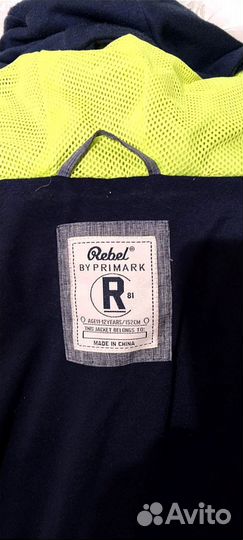 Rebel®
BY PRIMARK
R 81
AGE 11-12 YEARS/152CM
THIS JACKET BELONGS TO:
MADE IN CHINA
Avito